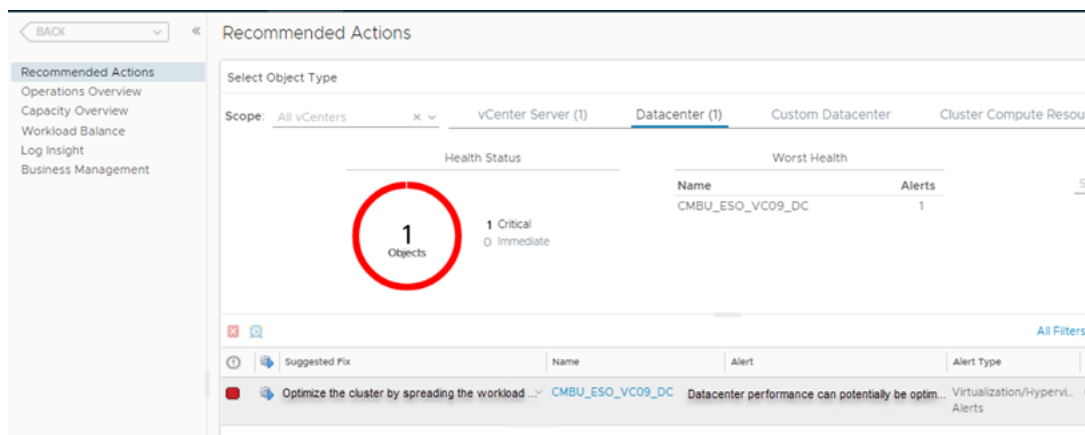 BACK
Recommended Actions
Recommended Actions
Operations Overview
Capacity Overview
Workload Balance
Log Insight
Business Management
Select Object Type
Scope: All vCenters vCenter Server (1) Datacenter (1) Custom Datacenter Cluster Compute Resou
Health Status Worst Health
Name Alerts
CMBU_ESO_VC09_DC 1
S
1
Objects
1 Critical
0 Immediate
All Filters
Suggested Fix Name Alert Alert Type
Optimize the cluster by spreading the workload ... CMBU_ESO_VC09_DC Datacenter performance can potentially be optim... Virtualization/Hypervi..
Alerts